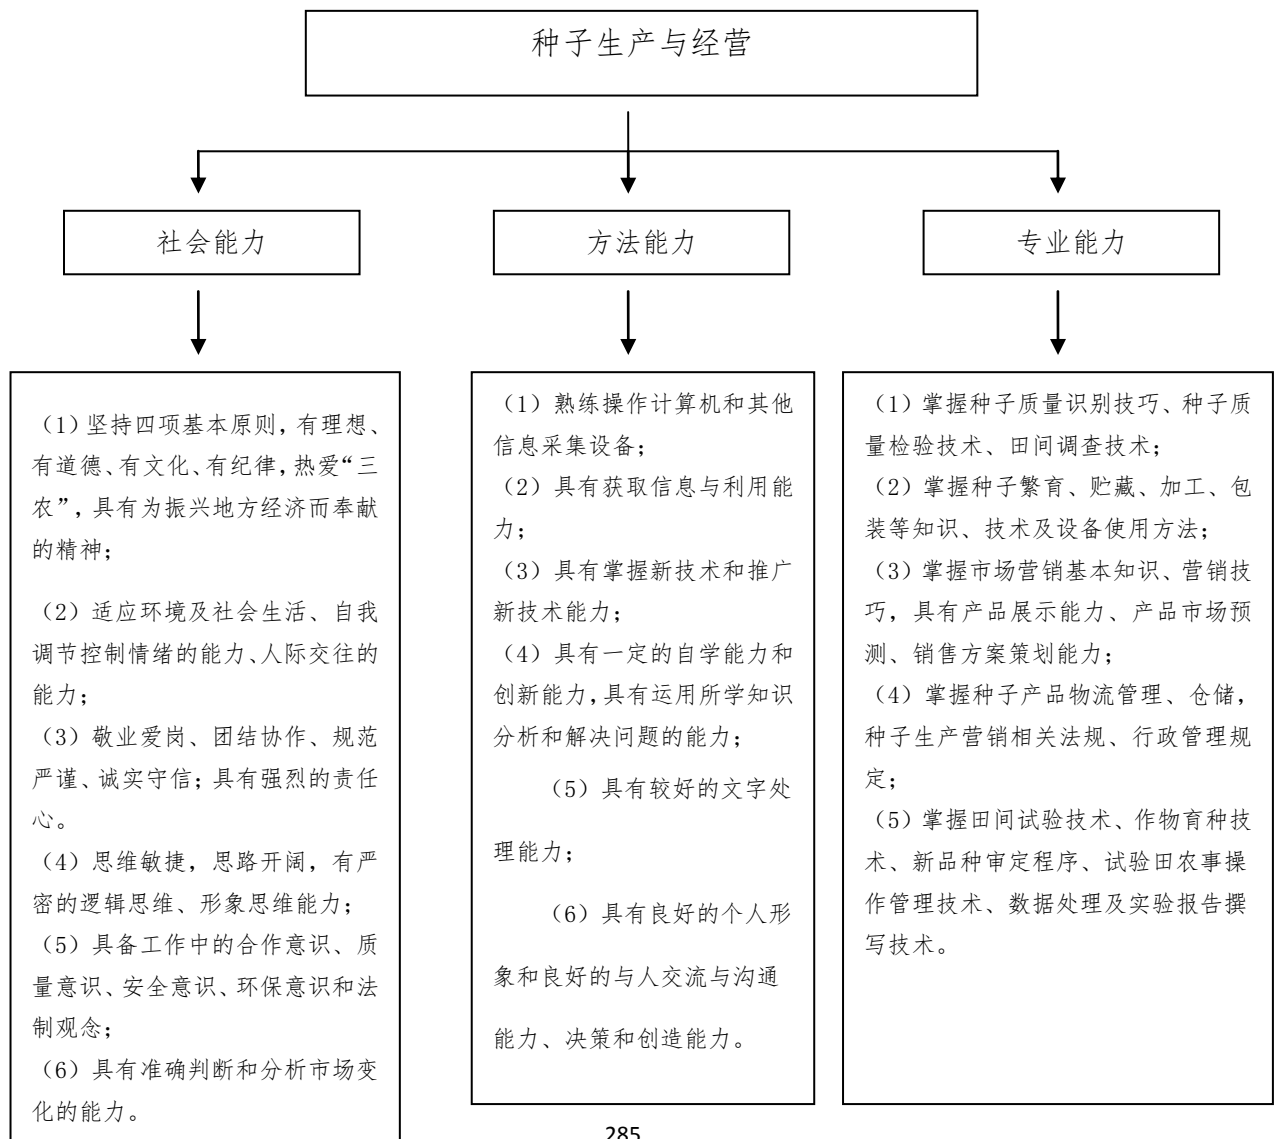 种子生产与经营
社会能力
方法能力
专业能力
（1）坚持四项基本原则，有理想、
有道德、有文化、有纪律，热爱“三
农”，具有为振兴地方经济而奉献
的精神；
（2）适应环境及社会生活、自我
调节控制情绪的能力、人际交往的
能力；
（3）敬业爱岗、团结协作、规范
严谨、诚实守信；具有强烈的责任
心。
（4）思维敏捷，思路开阔，有严
密的逻辑思维、形象思维能力；
（5）具备工作中的合作意识、质
量意识、安全意识、环保意识和法
制观念；
（6）具有准确判断和分析市场变
化的能力。
（1）熟练操作计算机和其他
信息采集设备；
（2）具有获取信息与利用能
力；
（3）具有掌握新技术和推广
新技术能力；
（4）具有一定的自学能力和
创新能力，具有运用所学知识
分析和解决问题的能力；
（5）具有较好的文字处
理能力；
（6）具有良好的个人形
象和良好的与人交流与沟通
能力、决策和创造能力。
（1）掌握种子质量识别技巧、种子质
量检验技术、田间调查技术；
（2）掌握种子繁育、贮藏、加工、包
装等知识、技术及设备使用方法；
（3）掌握市场营销基本知识、营销技
巧，具有产品展示能力、产品市场预
测、销售方案策划能力；
（4）掌握种子产品物流管理、仓储，
种子生产营销相关法规、行政管理规
定；
（5）掌握田间试验技术、作物育种技
术、新品种审定程序、试验田农事操
作管理技术、数据处理及实验报告撰
写技术。
285